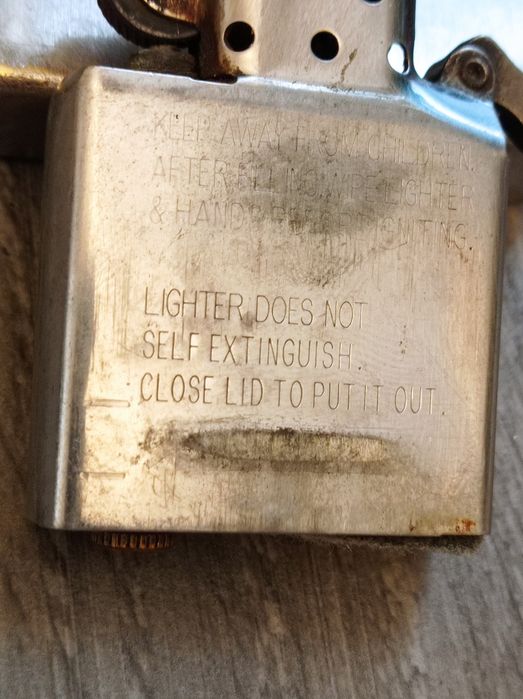 KEEP AWAY FROM CHILDREN.
AFTER FILLING WIPE LIGHTER
& HANDS BEFORE IGNITING.
LIGHTER DOES NOT
SELF EXTINGUISH.
CLOSE LID TO PUT IT OUT.